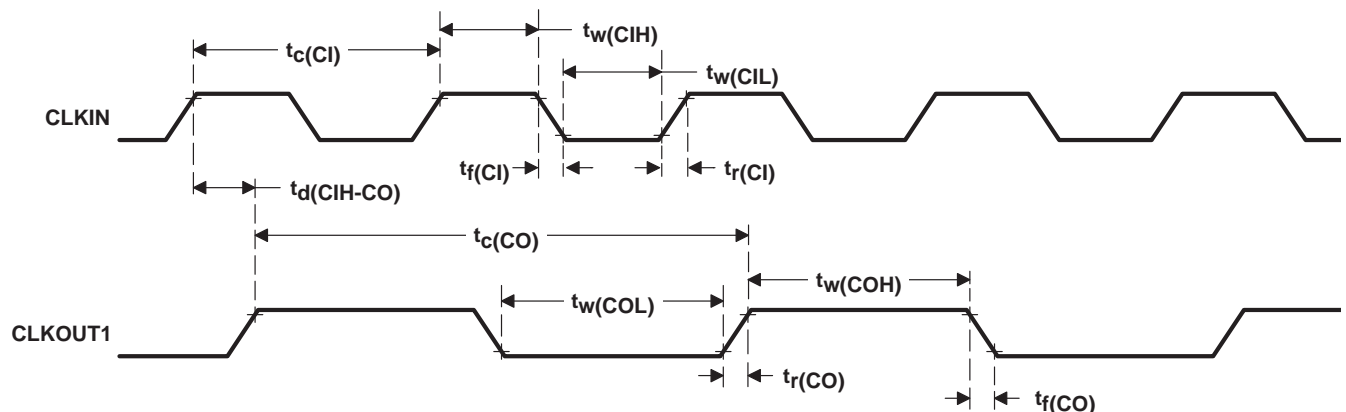 tw(CIH)
tc(CI)
tw(CIL)
CLKIN
tf(CI)
tr(CI)
td(CIH-CO)
tc(CO)
tw(COH)
tw(COL)
CLKOUT1
tr(CO)
tf(CO)